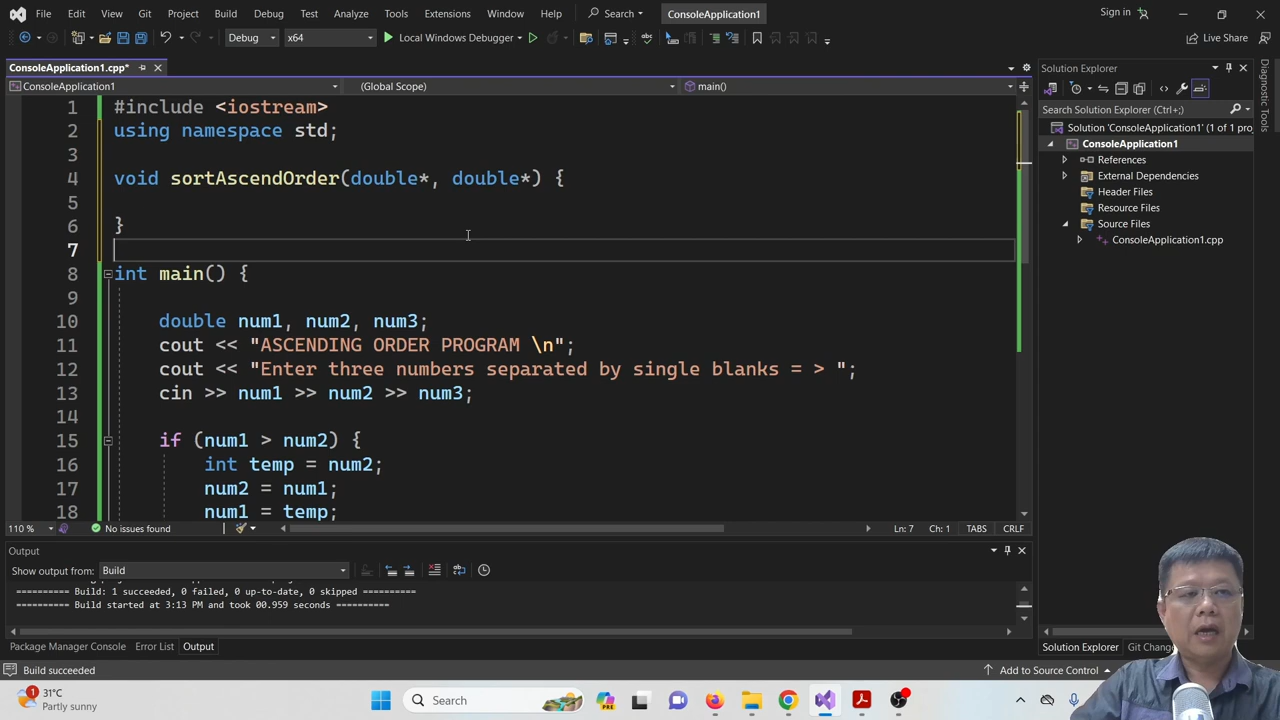 File Edit View Git Project Build Debug Test Analyze Tools Extensions Window Help Search ConsoleApplication1 Sign in
Debug x64 Local Windows Debugger Live Share
ConsoleApplication1.cpp* Solution Explorer
ConsoleApplication1 (Global Scope) main()
Search Solution Explorer (Ctrl+;)
Solution 'ConsoleApplication1' (1 of 1 proj
ConsoleApplication1
References
External Dependencies
Header Files
Resource Files
Source Files
ConsoleApplication1.cpp
Diagnostic Tools
1 #include <iostream>
2 using namespace std;
3
4 void sortAscendOrder(double*, double*) {
5
6 }
7
8 int main() {
9
10 double num1, num2, num3;
11 cout << "ASCENDING ORDER PROGRAM \n";
12 cout << "Enter three numbers separated by single blanks = > ";
13 cin >> num1 >> num2 >> num3;
14
15 if (num1 > num2) {
16 int temp = num2;
17 num2 = num1;
18 num1 = temp;
110 % No issues found Ln: 7 Ch: 1 TABS CRLF
Output
Show output from: Build
========== Build: 1 succeeded, 0 failed, 0 up-to-date, 0 skipped ==========
========== Build started at 3:13 PM and took 00.959 seconds ==========
Package Manager Console Error List Output
Solution Explorer Git Chang
Build succeeded Add to Source Control
1 31°C
Partly sunny
Search
PRE